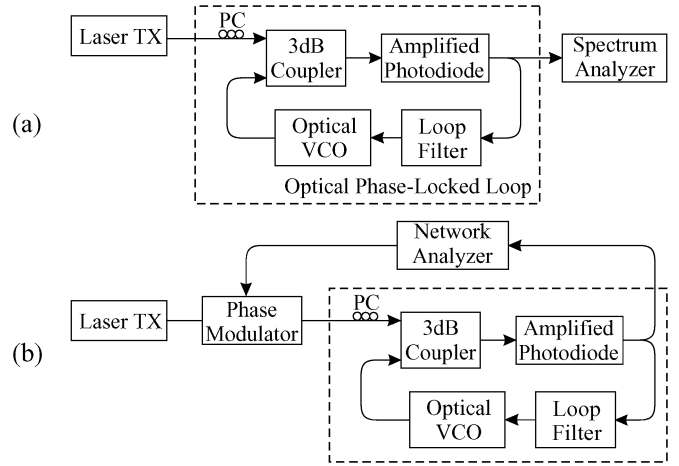 (a)
Laser TX
PC
3dB
Coupler
Amplified
Photodiode
Spectrum
Analyzer
Optical
VCO
Loop
Filter
Optical Phase-Locked Loop
(b)
Network
Analyzer
Laser TX
Phase
Modulator
PC
3dB
Coupler
Amplified
Photodiode
Optical
VCO
Loop
Filter